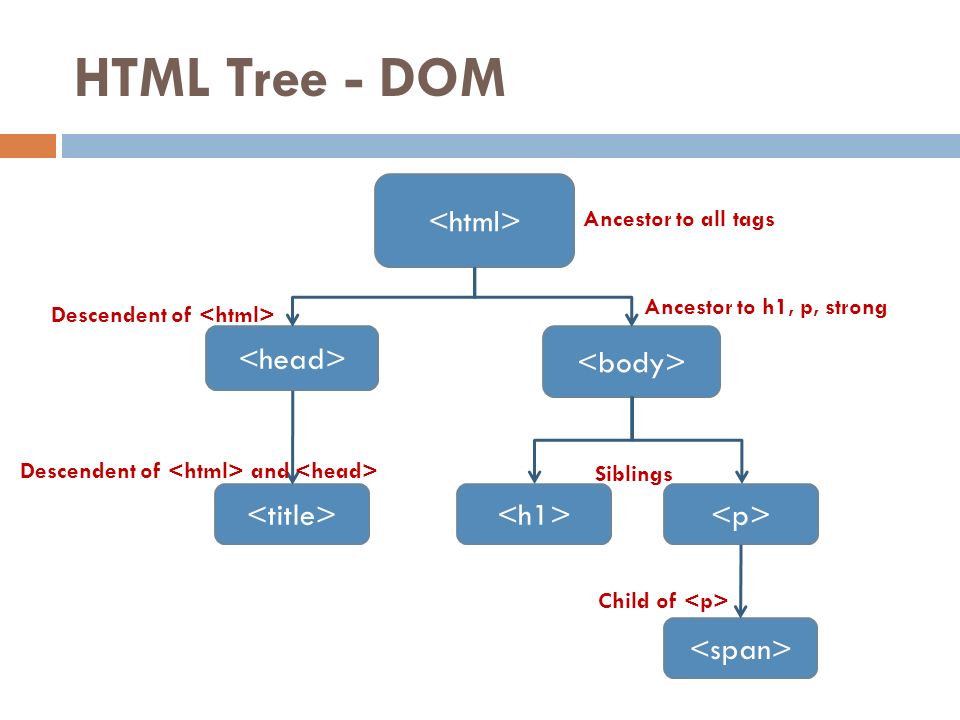 HTML Tree - DOM
<html>
Ancestor to all tags
Descendent of <html>
Ancestor to h1, p, strong
<head>
<body>
Descendent of <html> and <head>
Siblings
<title>
<h1>
<p>
Child of <p>
<span>